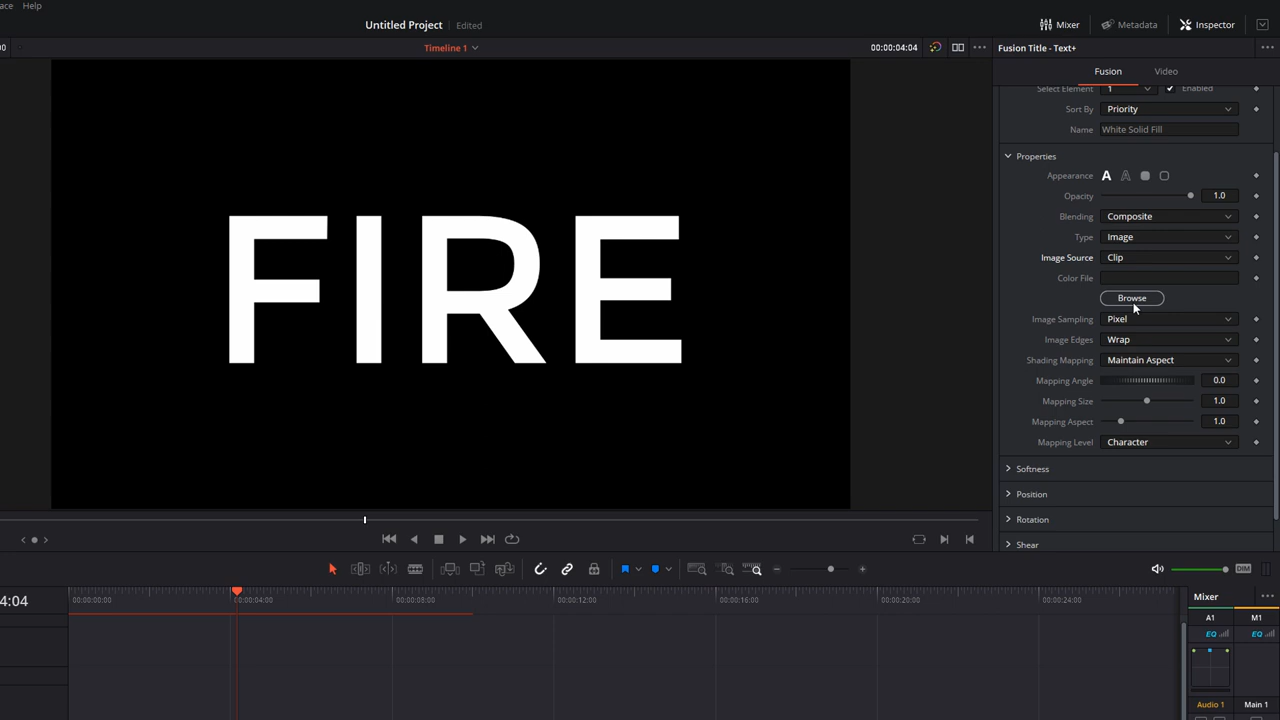 ace Help
Untitled Project Edited
Mixer Metadata Inspector
00 Timeline 1 00:00:04:04
Fusion Title - Text+
Fusion Video
Select Element 1 Enabled
Sort By Priority
Name White Solid Fill
Properties
Appearance A A
Opacity 1.0
Blending Composite
Type Image
Image Source Clip
Color File
Browse
Image Sampling Pixel
Image Edges Wrap
Shading Mapping Maintain Aspect
Mapping Angle 0.0
Mapping Size 1.0
Mapping Aspect 1.0
Mapping Level Character
Softness
Position
Rotation
Shear
FIRE
DIM
4:04 00:00:00:00 00:00:04:00 00:00:08:00 00:00:12:00 00:00:16:00 00:00:20:00 00:00:24:00
Mixer
A1 M1
EQ EQ
Audio 1 Main 1